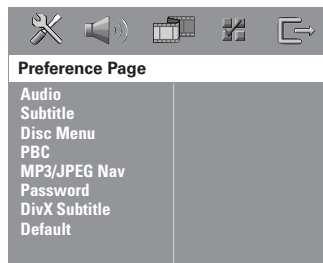 Preference Page
Audio
Subtitle
Disc Menu
PBC
MP3/JPEG Nav
Password
DivX Subtitle
Default